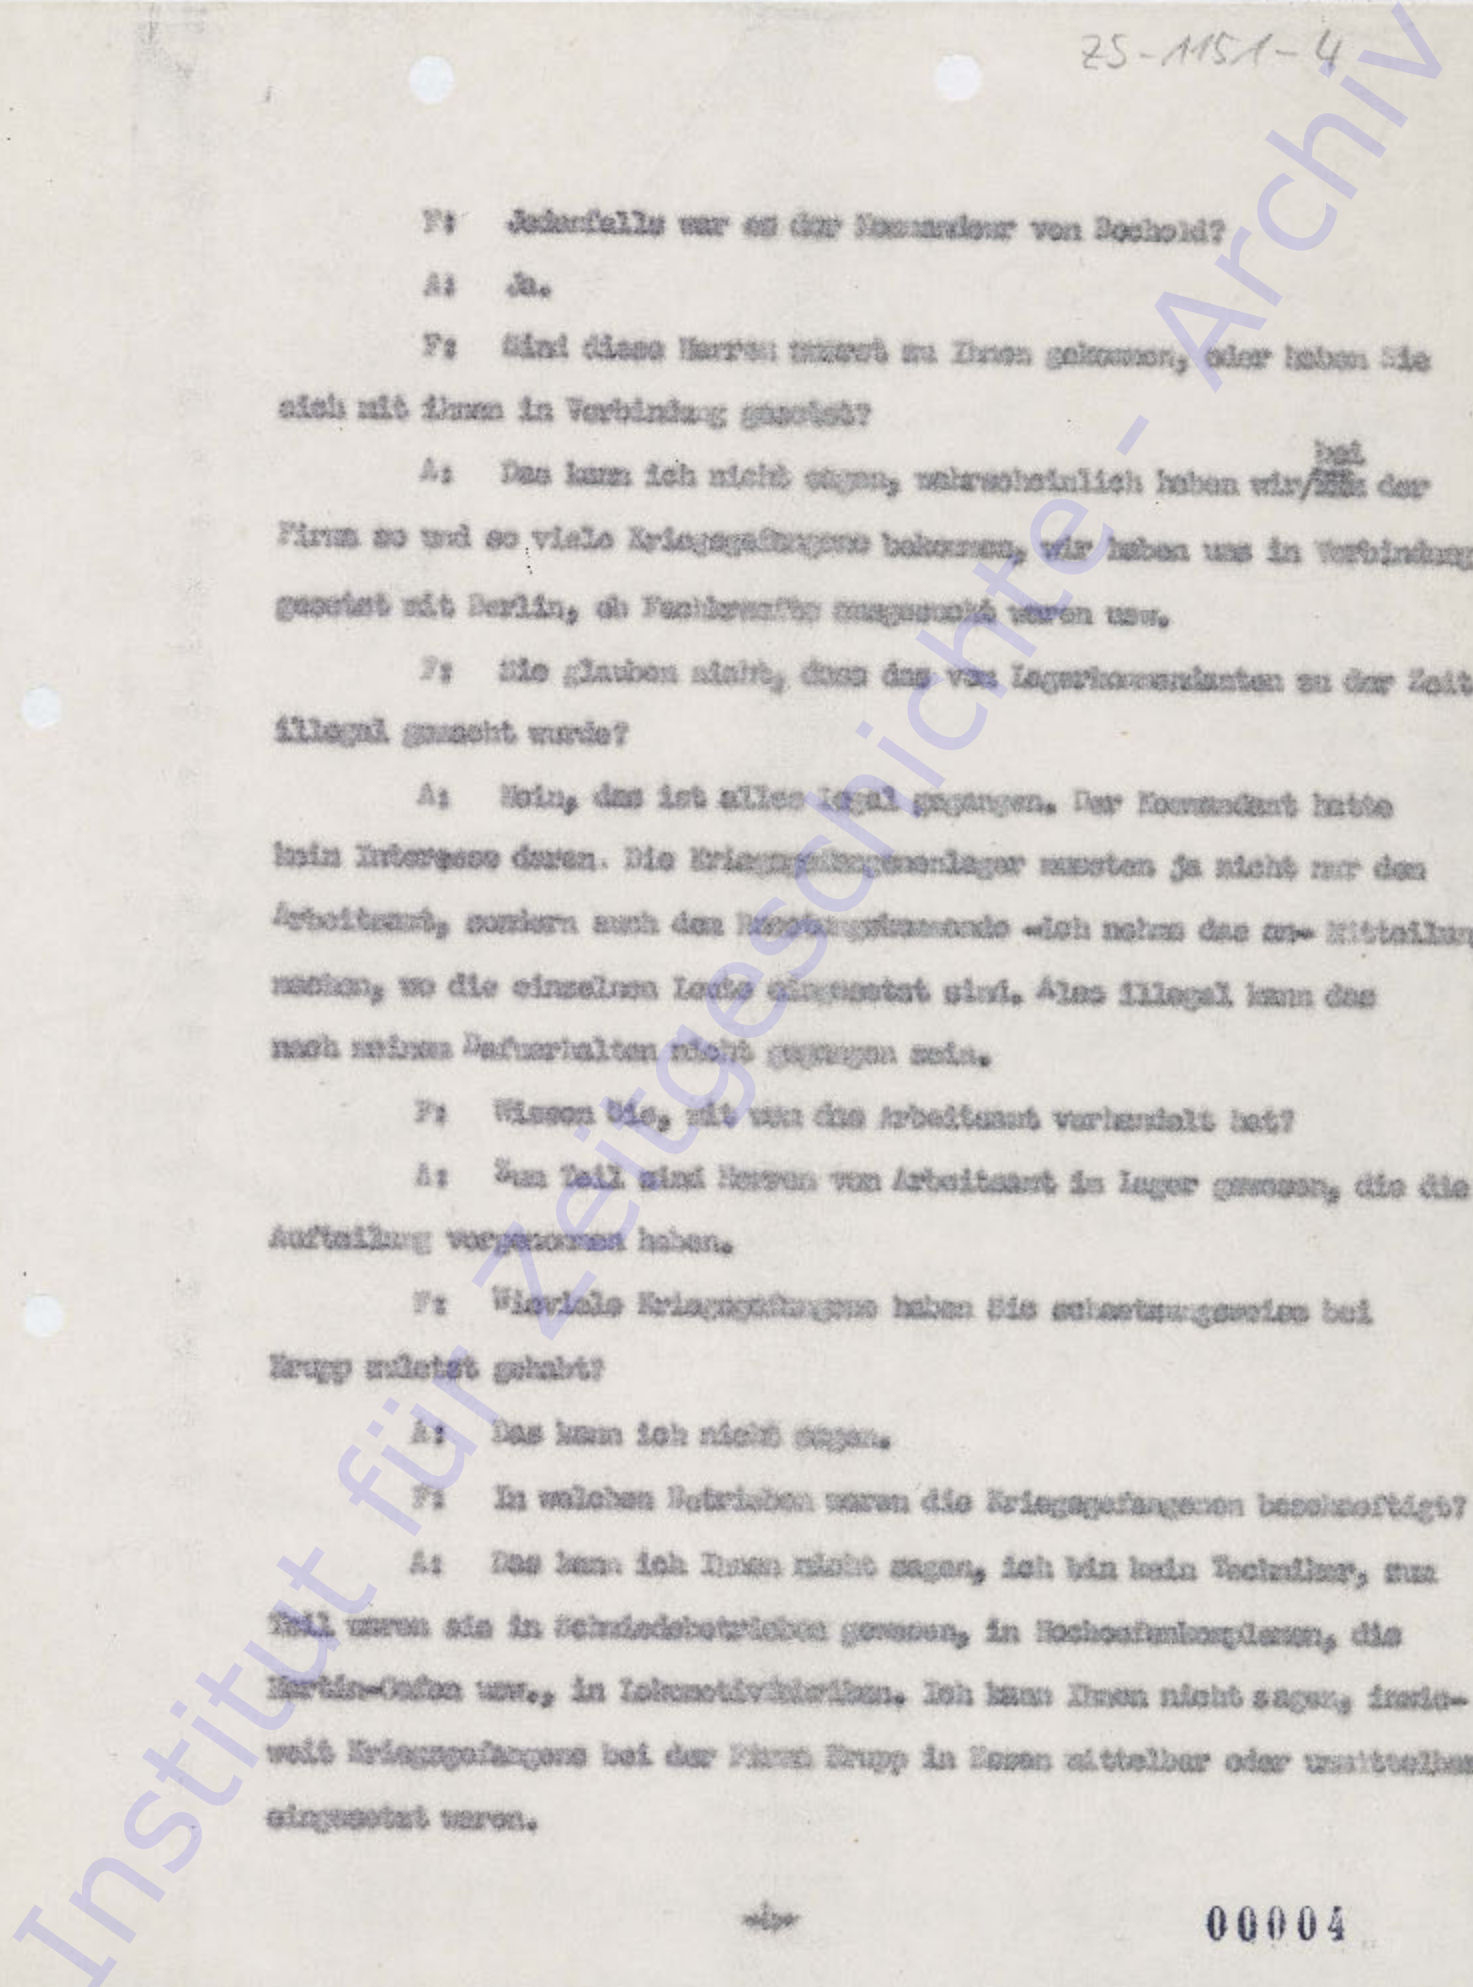 ZS-1151-4
F: Jedenfalls war es der Kommandeur von Bocholt?
A: Ja.
F: Sind diese Herren zuerst zu Ihnen gekommen, oder haben Sie
sich mit ihnen in Verbindung gesetzt?
bei
A: Das kann ich nicht sagen, wahrscheinlich haben wir/ der
Firma so und so viele Kriegsgefangene bekommen, wir haben uns in Verbindung
gesetzt mit Berlin, ob Fachkraefte ausgesucht waren usw.
F: Sie glauben nicht, dass das vom Lagerkommandanten zu der Zeit
illegal gemacht wurde?
A: Nein, das ist alles legal gegangen. Der Kommandant hatte
kein Interesse daran. Die Kriegsgefangenenlager mussten ja nicht nur dem
Arbeitsamt, sondern auch dem Ruestungskommando -ich nehme das an- Mitteilung
machen, wo die einzelnen Leute eingesetzt sind. Also illegal kann das
nach meinem Dafuerhalten nicht gegangen sein.
F: Wissen Sie, mit wem das Arbeitsamt verhandelt hat?
A: Zum Teil sind Herren vom Arbeitsamt im Lager gewesen, die die
Aufteilung vorgenommen haben.
F: Wieviele Kriegsgefangene haben Sie schaetzungsweise bei
Krupp zuletzt gehabt?
A: Das kann ich nicht sagen.
F: In welchen Betrieben waren die Kriegsgefangenen beschaeftigt?
A: Das kann ich Ihnen nicht sagen, ich bin kein Techniker, zum
Teil waren sie in Schmiedebetrieben gewesen, in Hochoefenkomplexen, die
Martin-Oefen usw., in Lokomotivbetrieben. Ich kann Ihnen nicht sagen, inwie-
weit Kriegsgefangene bei der Firma Krupp in Essen mittelbar oder unmittelbar
eingesetzt waren.
-4-
00004
Institut für Zeitgeschichte - Archiv